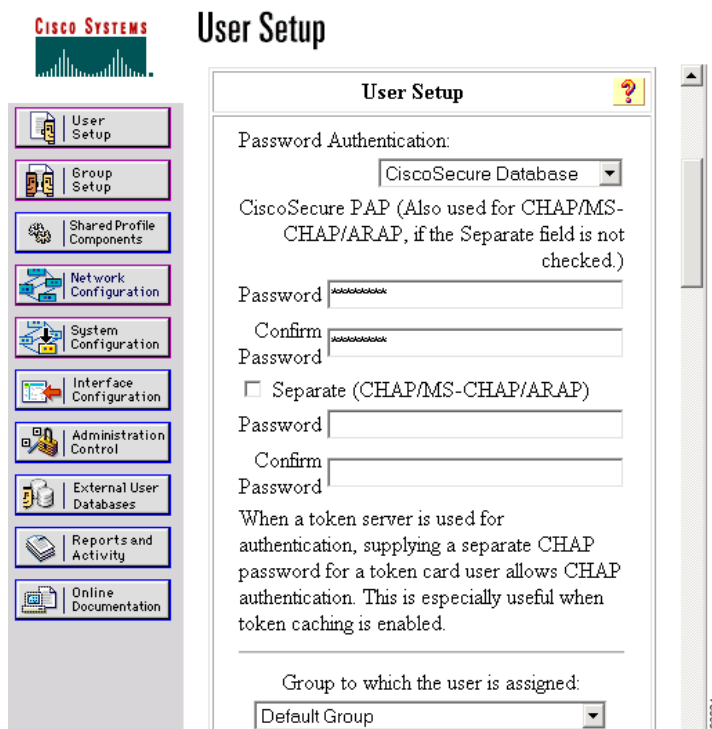 CISCO SYSTEMS
User Setup
User
Setup
Group
Setup
Shared Profile
Components
Network
Configuration
System
Configuration
Interface
Configuration
Administration
Control
External User
Databases
Reports and
Activity
Online
Documentation
User Setup
?
Password Authentication:
CiscoSecure Database
CiscoSecure PAP (Also used for CHAP/MS-
CHAP/ARAP, if the Separate field is not
checked.)
Password *********
Confirm
Password *********
Separate (CHAP/MS-CHAP/ARAP)
Password
Confirm
Password
When a token server is used for
authentication, supplying a separate CHAP
password for a token card user allows CHAP
authentication. This is especially useful when
token caching is enabled.
Group to which the user is assigned:
Default Group